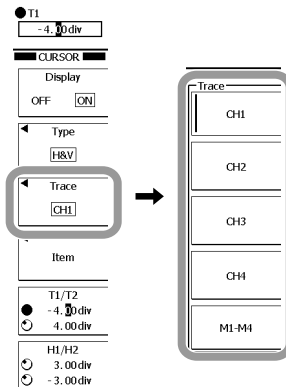 T1
-4.00div
CURSOR
Display
OFF ON
Type
H&V
Trace
CH1
Item
T1/T2
-4.00div
4.00div
H1/H2
3.00div
-3.00div
Trace
CH1
CH2
CH3
CH4
M1-M4